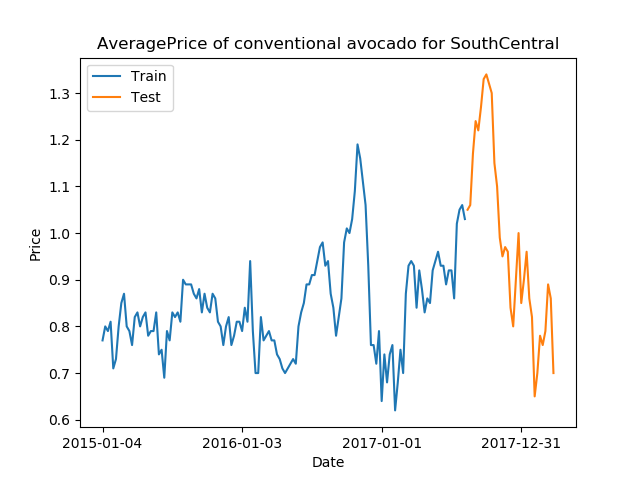 AveragePrice of conventional avocado for SouthCentral
Train
Test
1.3
1.2
1.1
1.0
0.9
0.8
0.7
0.6
Price
2015-01-04 2016-01-03 2017-01-01 2017-12-31
Date